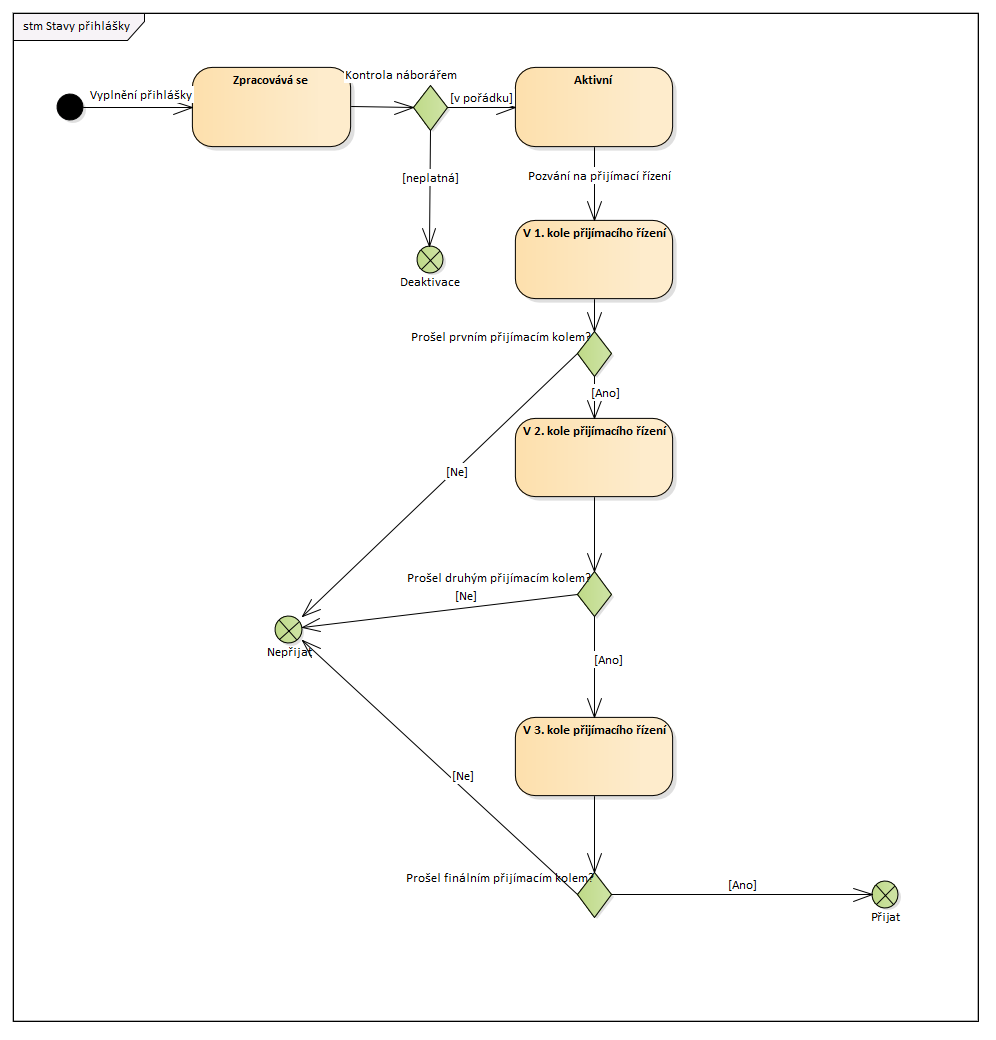 stm Stavy přihlášky
Vyplnění přihlášky
Zpracovává se
Kontrola náborářem
[v pořádku]
Aktivní
[neplatná]
Deaktivace
Pozvání na přijímací řízení
V 1. kole přijímacího řízení
Prošel prvním přijímacím kolem?
[Ano]
V 2. kole přijímacího řízení
[Ne]
Prošel druhým přijímacím kolem?
[Ne]
Nepřijat
[Ano]
V 3. kole přijímacího řízení
[Ne]
Prošel finálním přijímacím kolem?
[Ano]
Přijat